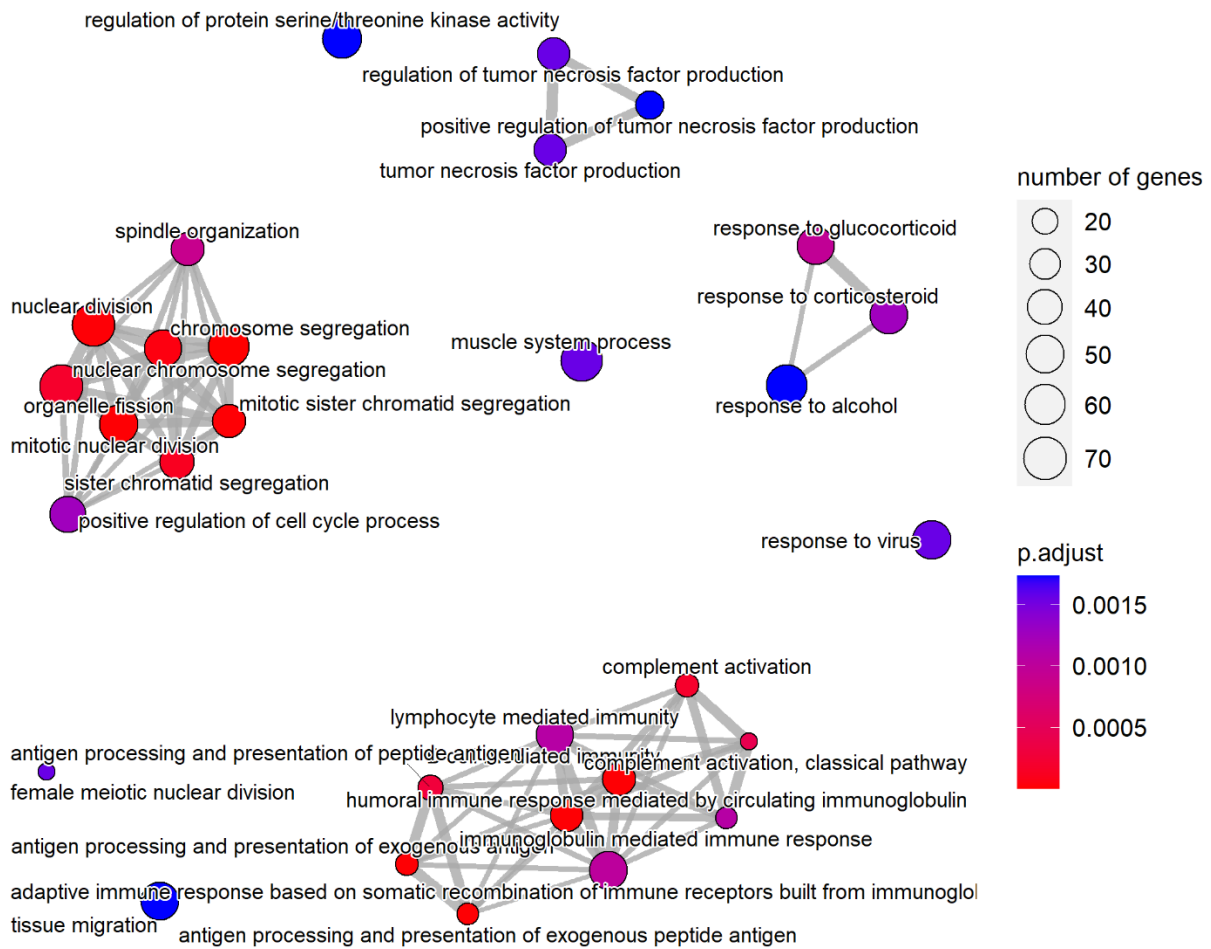 regulation of protein serine/threonine kinase activity
regulation of tumor necrosis factor production
positive regulation of tumor necrosis factor production
tumor necrosis factor production
number of genes
20
30
40
50
60
70
spindle organization
response to glucocorticoid
nuclear division
chromosome segregation
response to corticosteroid
muscle system process
nuclear chromosome segregation
organelle fission
mitotic sister chromatid segregation
response to alcohol
mitotic nuclear division
sister chromatid segregation
positive regulation of cell cycle process
response to virus
p.adjust
0.0015
0.0010
0.0005
complement activation
lymphocyte mediated immunity
antigen processing and presentation of peptide antigen
mediated immunity
complement activation, classical pathway
female meiotic nuclear division
humoral immune response mediated by circulating immunoglobulin
immunoglobulin mediated immune response
antigen processing and presentation of exogenous antigen
adaptive immune response based on somatic recombination of immune receptors built from immunoglo
tissue migration
antigen processing and presentation of exogenous peptide antigen